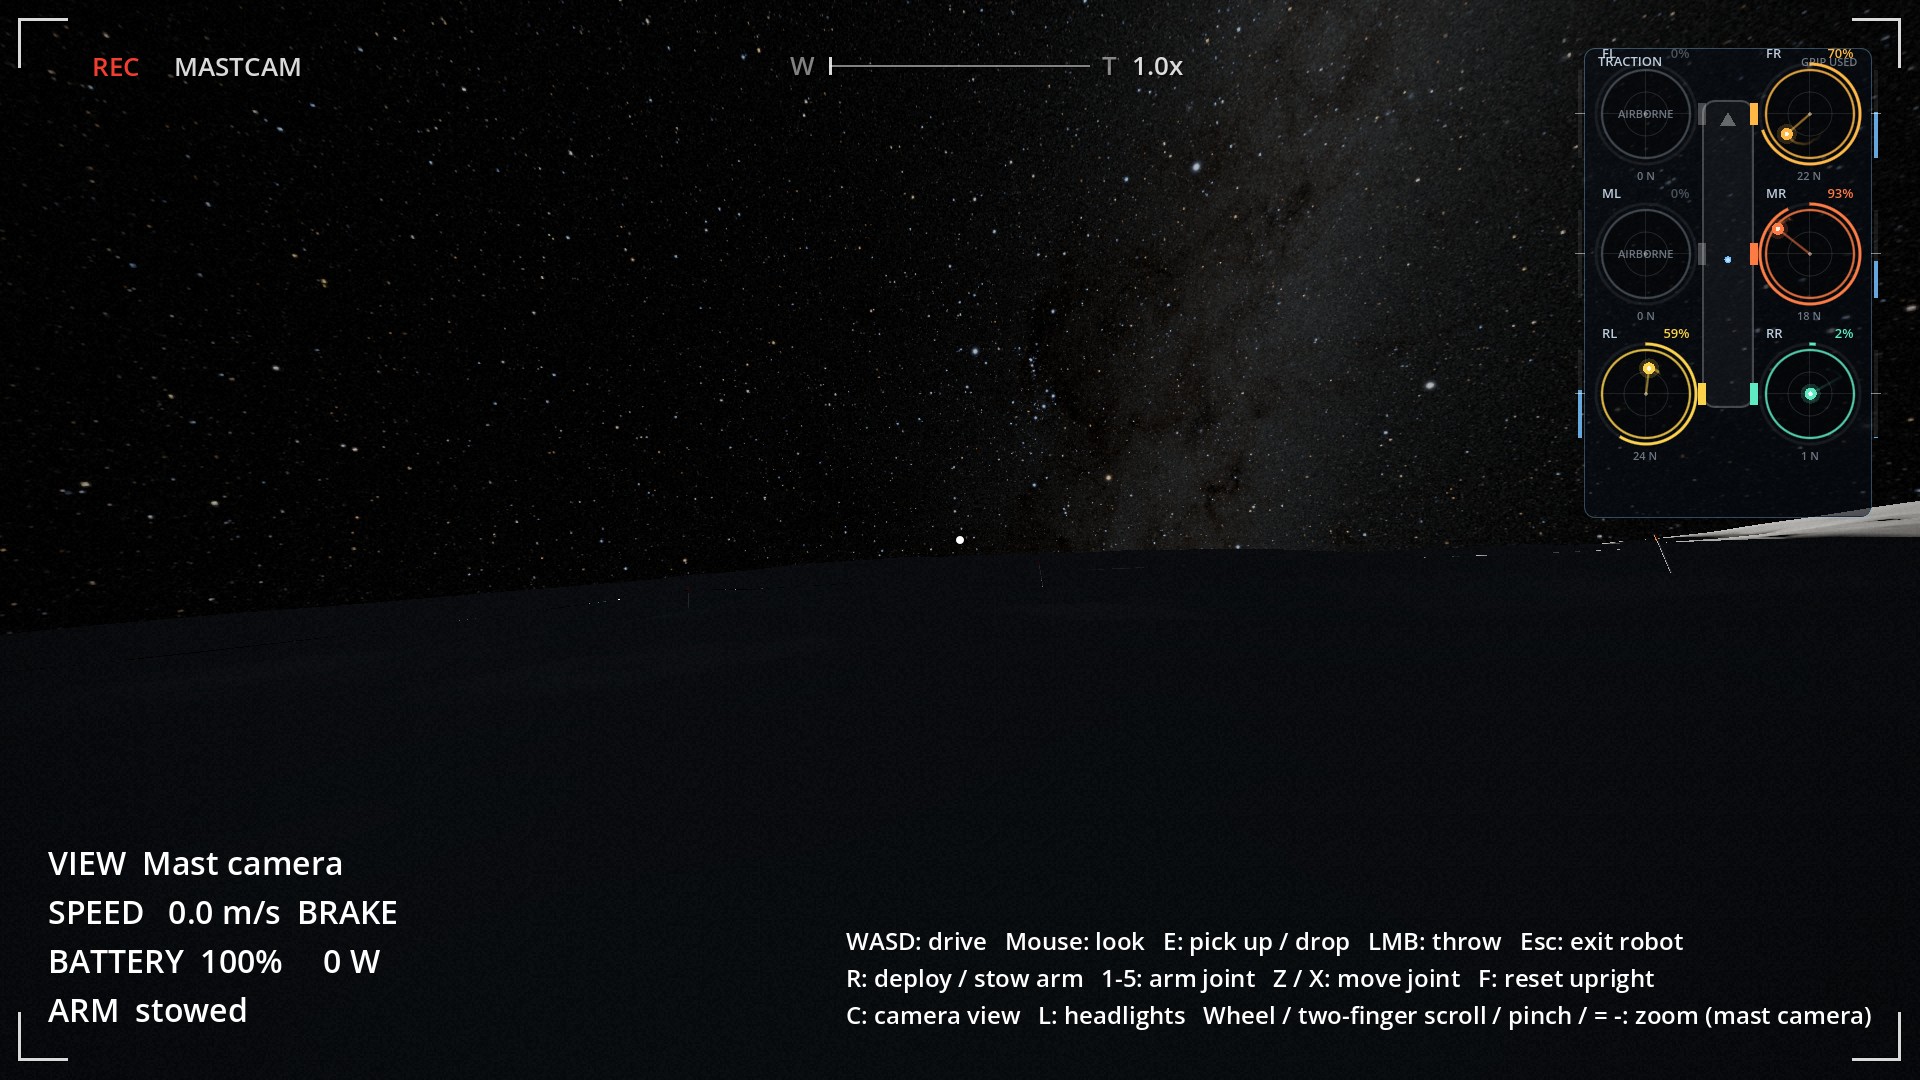 REC MASTCAM
W T 1.0x
FL 0% FR 70%
TRACTION GRIP USED
AIRBORNE
0 N 22 N
ML 0% MR 93%
AIRBORNE
0 N 18 N
RL 59% RR 2%
24 N 1 N
VIEW Mast camera
SPEED 0.0 m/s BRAKE
BATTERY 100% 0 W
ARM stowed
WASD: drive Mouse: look E: pick up / drop LMB: throw Esc: exit robot
R: deploy / stow arm 1-5: arm joint Z / X: move joint F: reset upright
C: camera view L: headlights Wheel / two-finger scroll / pinch / = -: zoom (mast camera)